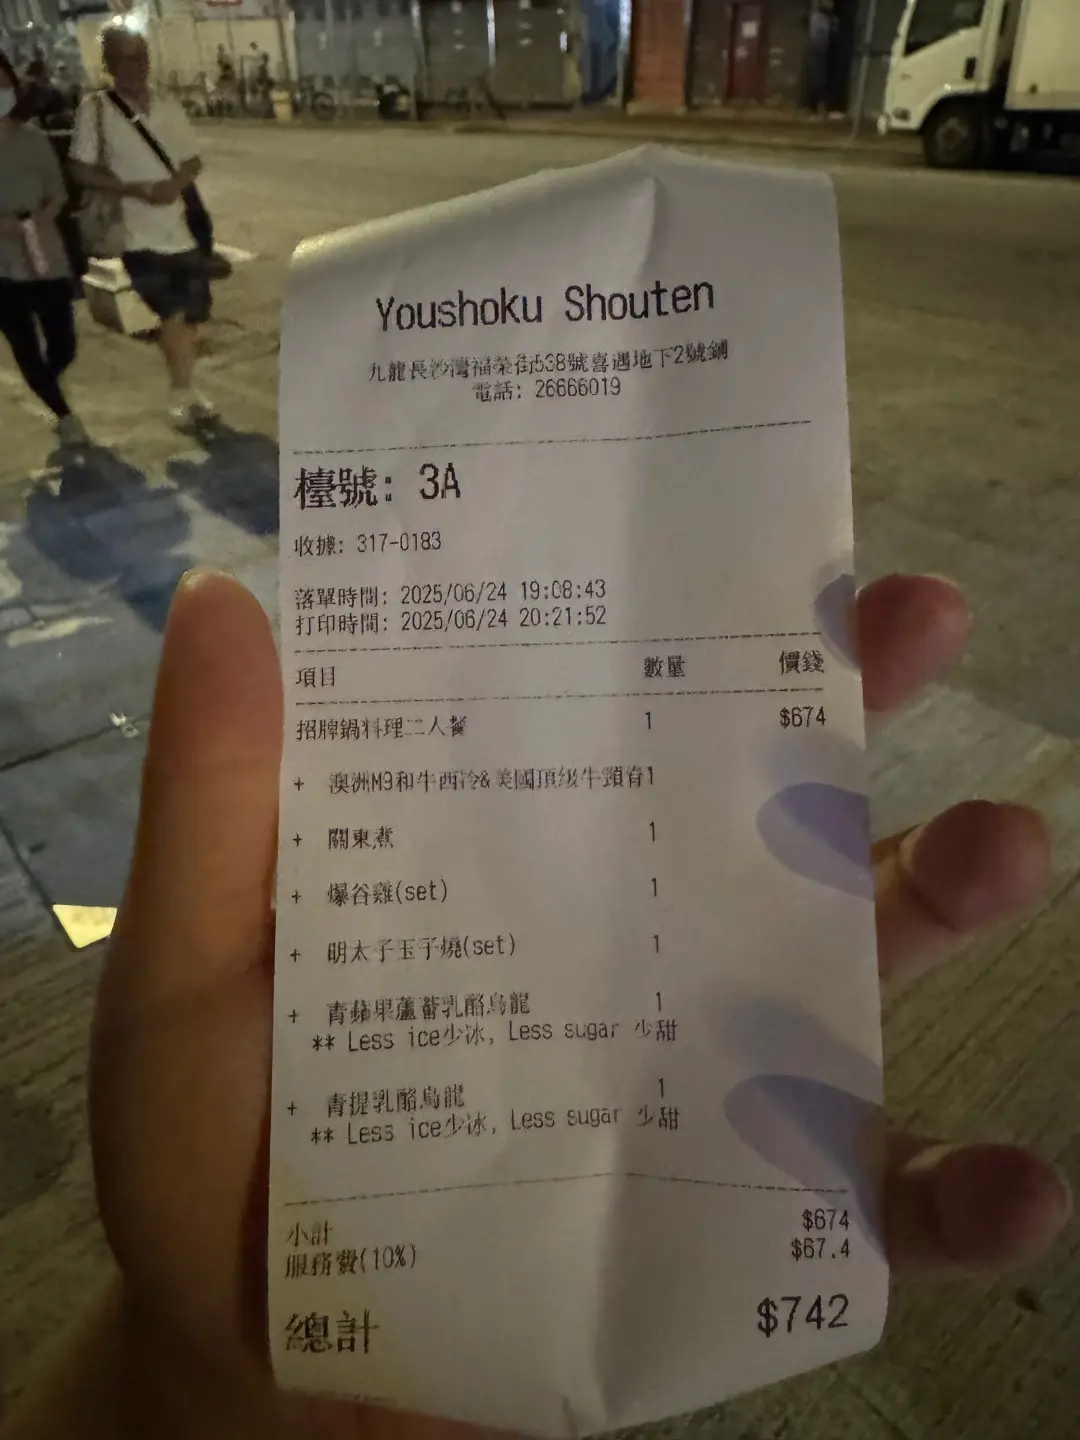 Youshoku Shouten
九龍長沙灣福榮街538號喜遇地下2號鋪
電話: 26666019
檯號: 3A
收據: 317-0183
落單時間: 2025/06/24 19:08:43
打印時間: 2025/06/24 20:21:52
項目 數量 價錢
招牌鍋料理二人餐 1 $674
+ 澳洲M9和牛西冷&美國頂級牛頸脊1
+ 關東煮 1
+ 爆谷雞(set) 1
+ 明太子玉子燒(set) 1
+ 青蘋果蘆薈乳酪烏龍 1
** Less ice少冰, Less sugar 少甜
+ 青提乳酪烏龍 1
** Less ice少冰, Less sugar 少甜
小計 $674
服務費(10%) $67.4
總計 $742